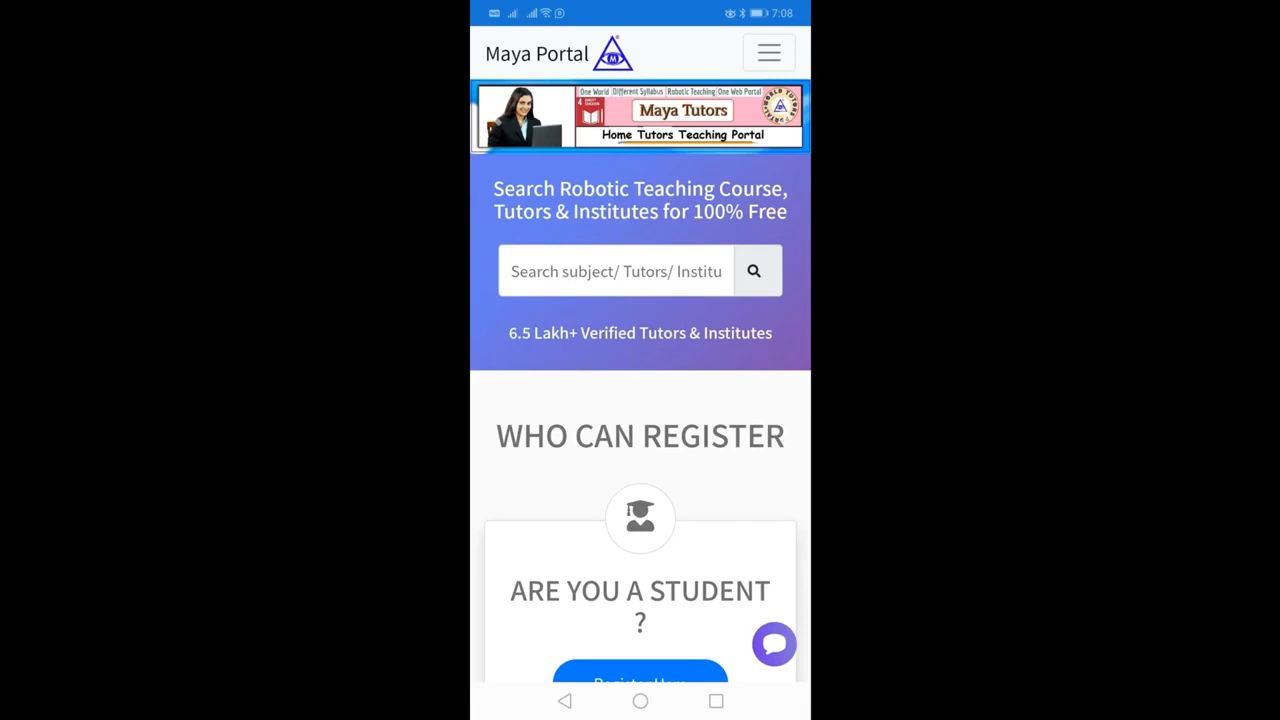 7:08
Maya Portal
One World Different Syllabus Robotic Teaching One Web Portal
Maya Tutors
Home Tutors Teaching Portal
Search Robotic Teaching Course,
Tutors & Institutes for 100% Free
Search subject/ Tutors/ Institu
6.5 Lakh+ Verified Tutors & Institutes
WHO CAN REGISTER
ARE YOU A STUDENT
?
Register Here